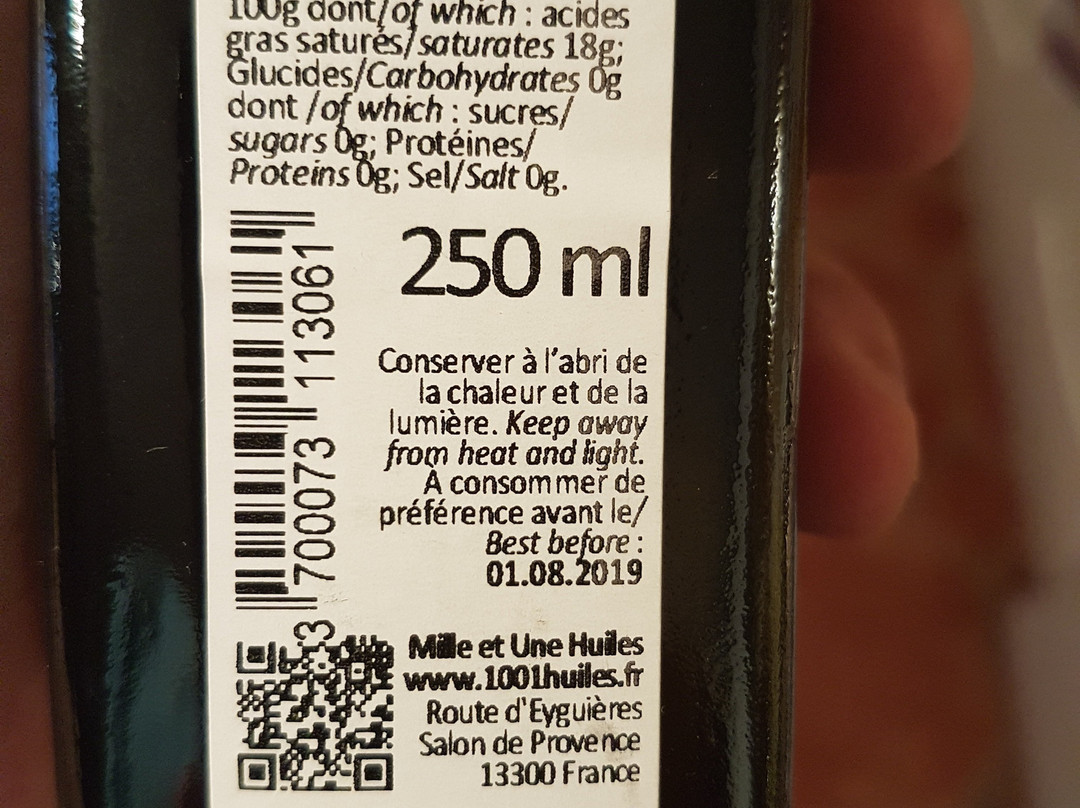 100g dont/of which : acides
gras saturés/saturates 18g;
Glucides/Carbohydrates 0g
dont /of which : sucres/
sugars 0g; Protéines/
Proteins 0g; Sel/Salt 0g.
250 ml
3 700073 113061
Conserver à l'abri de
la chaleur et de la
lumière. Keep away
from heat and light.
À consommer de
préférence avant le/
Best before :
01.08.2019
Mille et Une Huiles
www.1001huiles.fr
Route d'Eyguières
Salon de Provence
13300 France